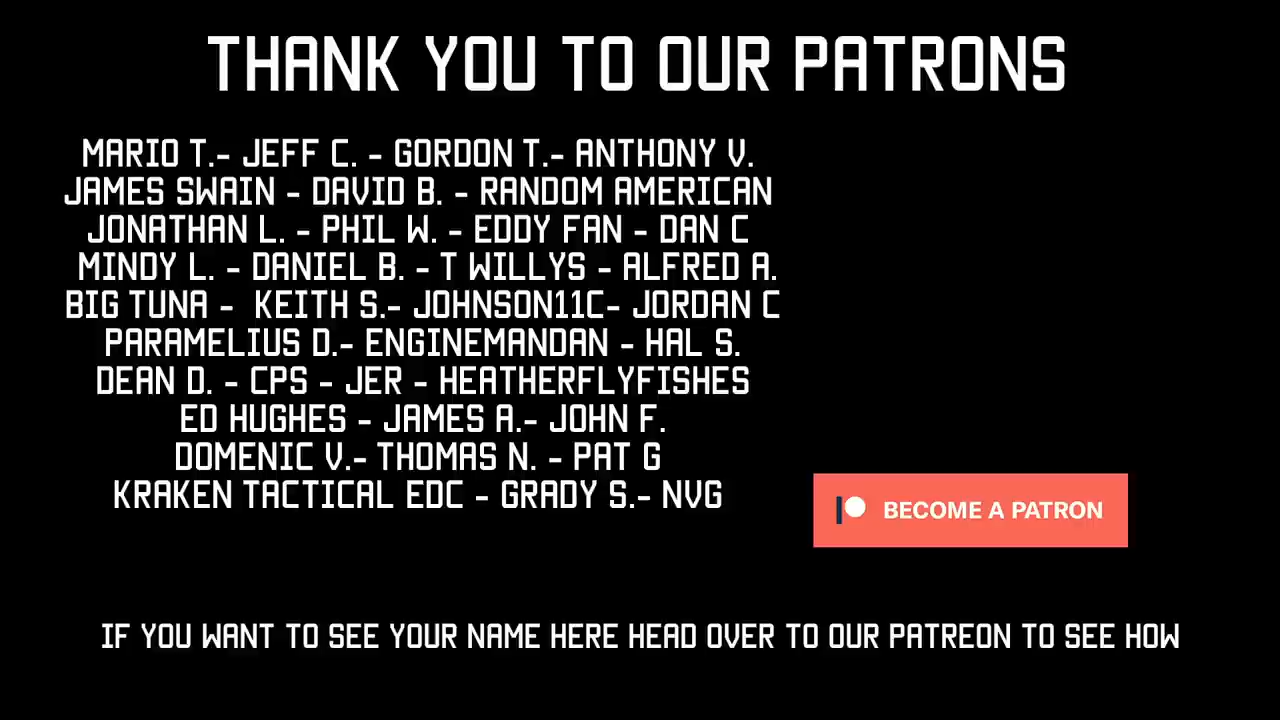 THANK YOU TO OUR PATRONS
MARIO T.- JEFF C. - GORDON T.- ANTHONY V.
JAMES SWAIN - DAVID B. - RANDOM AMERICAN
JONATHAN L. - PHIL W. - EDDY FAN - DAN C
MINDY L. - DANIEL B. - T WILLYS - ALFRED A.
BIG TUNA -  KEITH S.- JOHNSON11C- JORDAN C
PARAMELIUS D.- ENGINEMANDAN - HAL S.
DEAN D. - CPS - JER - HEATHERFLYFISHES
ED HUGHES - JAMES A.- JOHN F.
DOMENIC V.- THOMAS N. - PAT G
KRAKEN TACTICAL EDC - GRADY S.- NVG
BECOME A PATRON
IF YOU WANT TO SEE YOUR NAME HERE HEAD OVER TO OUR PATREON TO SEE HOW